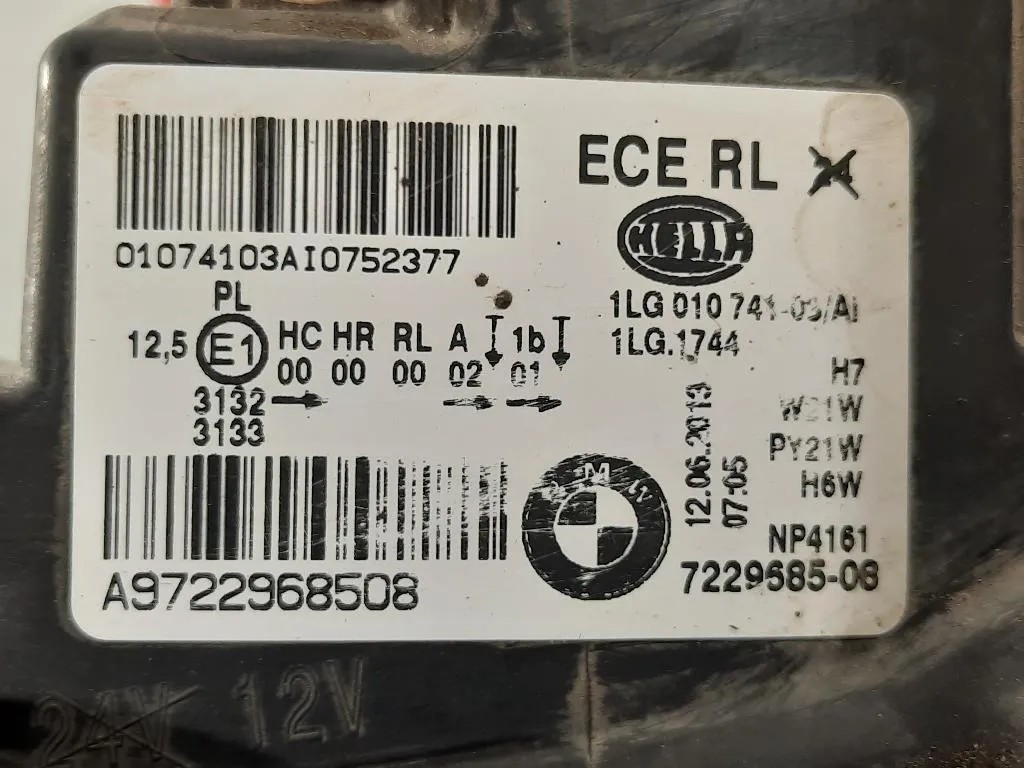 ECE RL 24
01074103AI0752377
HELLA
PL
1LG 010 741-03/AI
12,5 E1 HC HR RL A 1b
1LG.1744
00 00 00 02 01
3132
3133
H7
W21W
PY21W
H6W
12.06.2013
07:05
BMW
NP4161
A9722968508
7229685-08
24V 12V